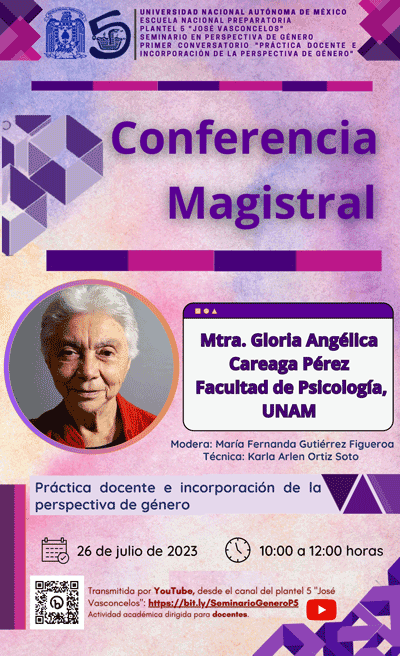 UNIVERSIDAD NACIONAL AUTÓNOMA DE MÉXICO
ESCUELA NACIONAL PREPARATORIA
PLANTEL 5 "JOSÉ VASCONCELOS"
SEMINARIO EN PERSPECTIVA DE GÉNERO
PRIMER CONVERSATORIO "PRÁCTICA DOCENTE E
INCORPORACIÓN DE LA PERSPECTIVA DE GÉNERO"
5
Conferencia
Magistral
Mtra. Gloria Angélica
Careaga Pérez
Facultad de Psicología,
UNAM
Modera: María Fernanda Gutiérrez Figueroa
Técnica: Karla Arlen Ortiz Soto
Práctica docente e incorporación de la
perspectiva de género
26 de julio de 2023
10:00 a 12:00 horas
Transmitida por YouTube, desde el canal del plantel 5 "José
Vasconcelos": https://bit.ly/SeminarioGeneroP5
Actividad académica dirigida para docentes.